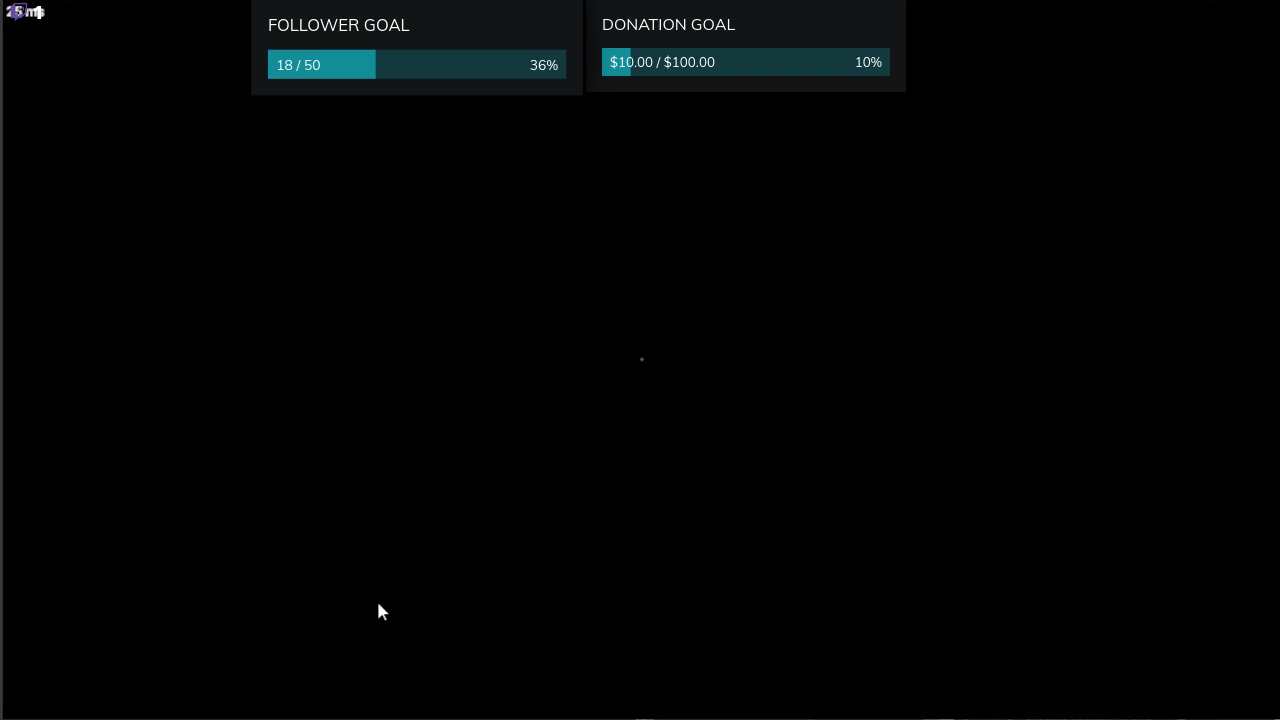 FOLLOWER GOAL
18 / 50
36%
DONATION GOAL
$10.00 / $100.00
10%